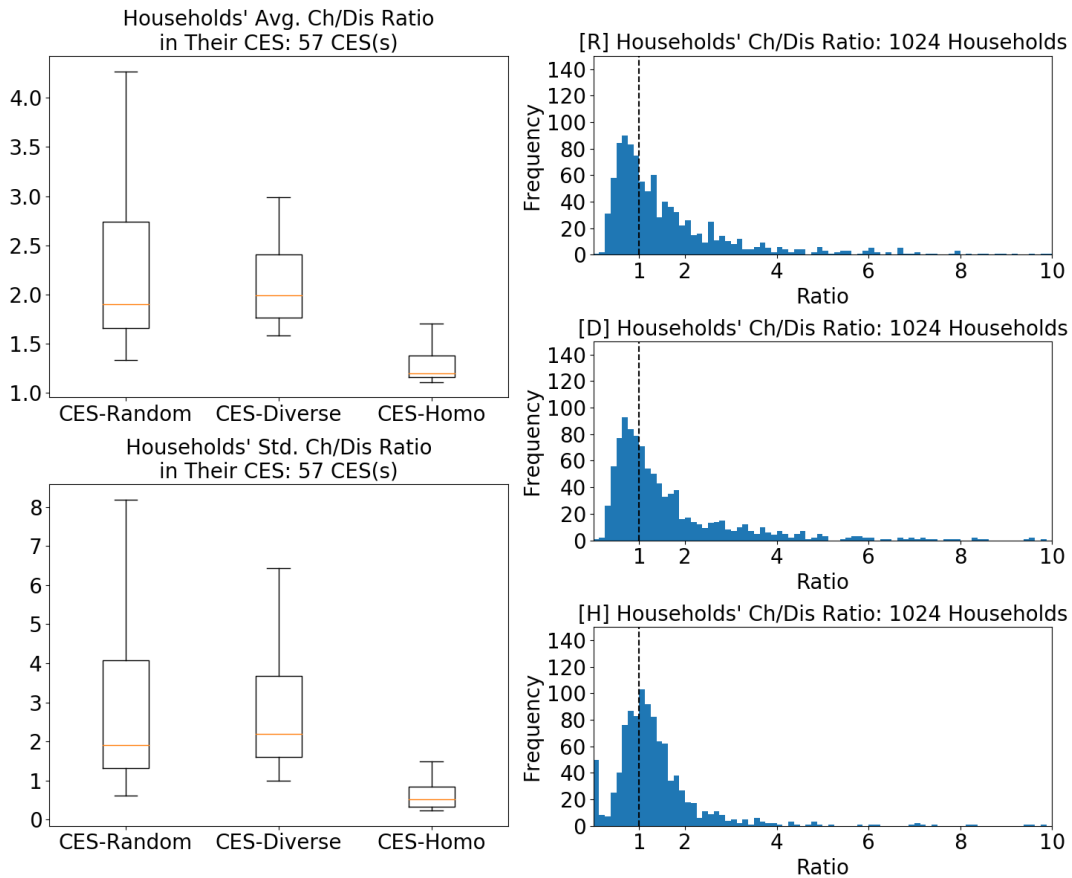 Households' Avg. Ch/Dis Ratio
in Their CES: 57 CES(s)
4.0
3.5
3.0
2.5
2.0
1.5
1.0
CES-Random CES-Diverse CES-Homo
Households' Std. Ch/Dis Ratio
in Their CES: 57 CES(s)
8
7
6
5
4
3
2
1
0
CES-Random CES-Diverse CES-Homo
[R] Households' Ch/Dis Ratio: 1024 Households
Frequency
140
120
100
80
60
40
20
0
1 2 4 6 8 10
Ratio
[D] Households' Ch/Dis Ratio: 1024 Households
Frequency
140
120
100
80
60
40
20
0
1 2 4 6 8 10
Ratio
[H] Households' Ch/Dis Ratio: 1024 Households
Frequency
140
120
100
80
60
40
20
0
1 2 4 6 8 10
Ratio